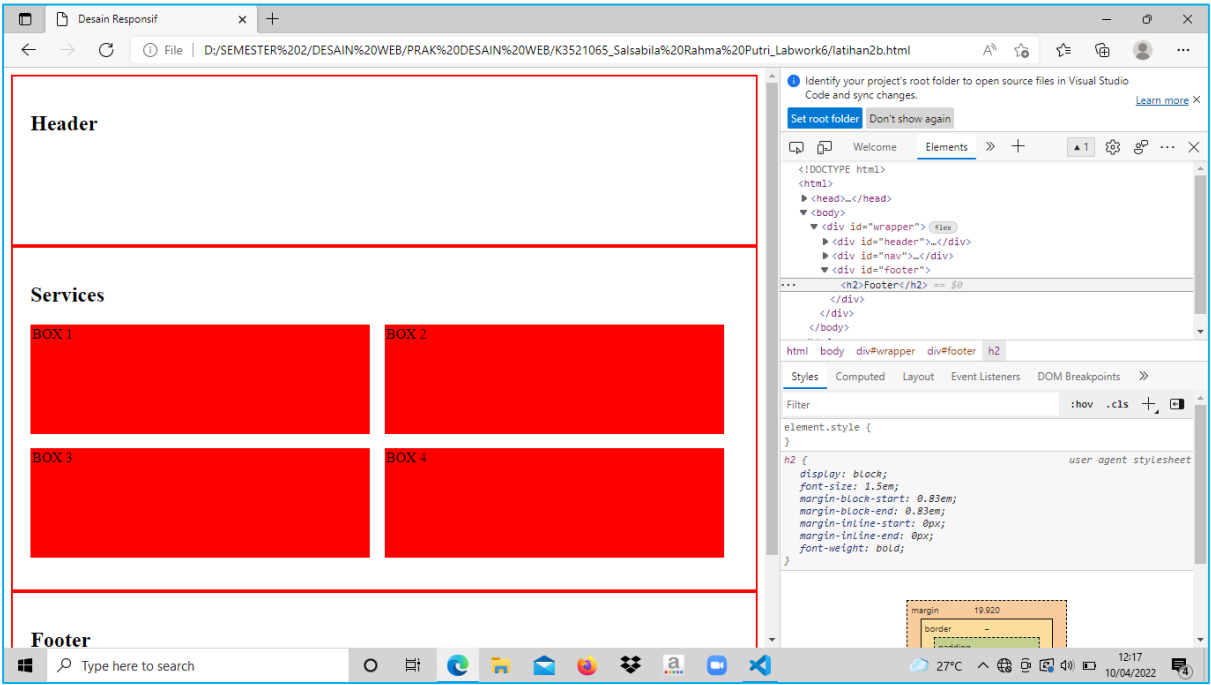 Desain Responsif
File | D:/SEMESTER%202/DESAIN%20WEB/PRAK%20DESAIN%20WEB/K3521065_Salsabila%20Rahma%20Putri_Labwork6/latihan2b.html
Header
Services
BOX 1 BOX 2
BOX 3 BOX 4
Footer
Identify your project's root folder to open source files in Visual Studio
Code and sync changes.
Learn more
Set root folder Don't show again
Welcome Elements 1
<!DOCTYPE html>
<html>
<head>…</head>
<body>
<div id="wrapper"> flex
<div id="header">…</div>
<div id="nav">…</div>
<div id="footer">
... <h2>Footer</h2> == $0
</div>
</div>
</body>
html body div#wrapper div#footer h2
Styles Computed Layout Event Listeners DOM Breakpoints
Filter :hov .cls
element.style {
}
h2 { user agent stylesheet
display: block;
font-size: 1.5em;
margin-block-start: 0.83em;
margin-block-end: 0.83em;
margin-inline-start: 0px;
margin-inline-end: 0px;
font-weight: bold;
}
margin 19.920
border –
padding
Type here to search
a
27°C
12:17
10/04/2022
4